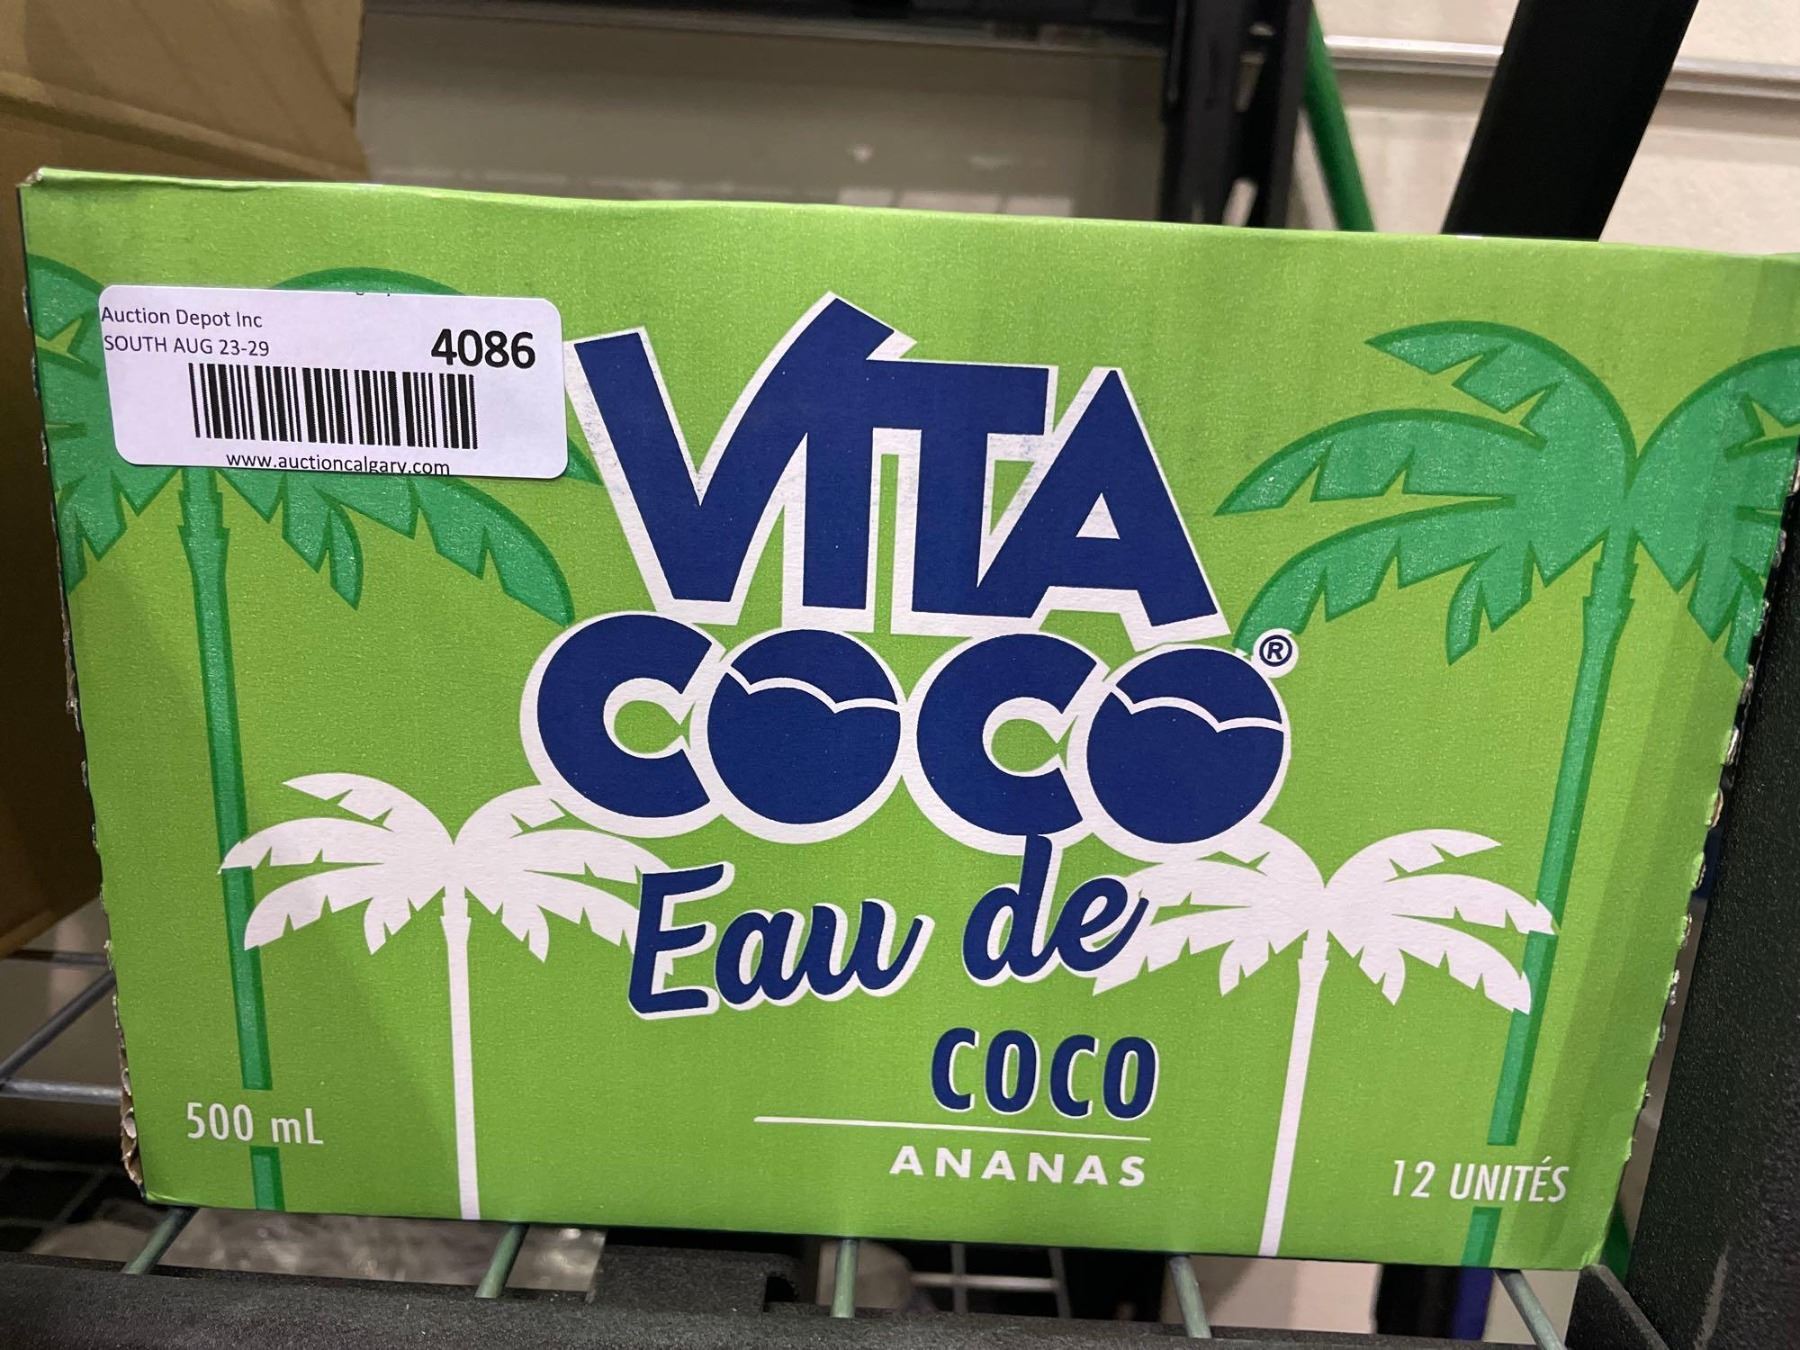 Auction Depot Inc
SOUTH AUG 23-29
4086
www.auctioncalgary.com
VITA
COCO®
Eau de
COCO
ANANAS
500 mL
12 UNITÉS